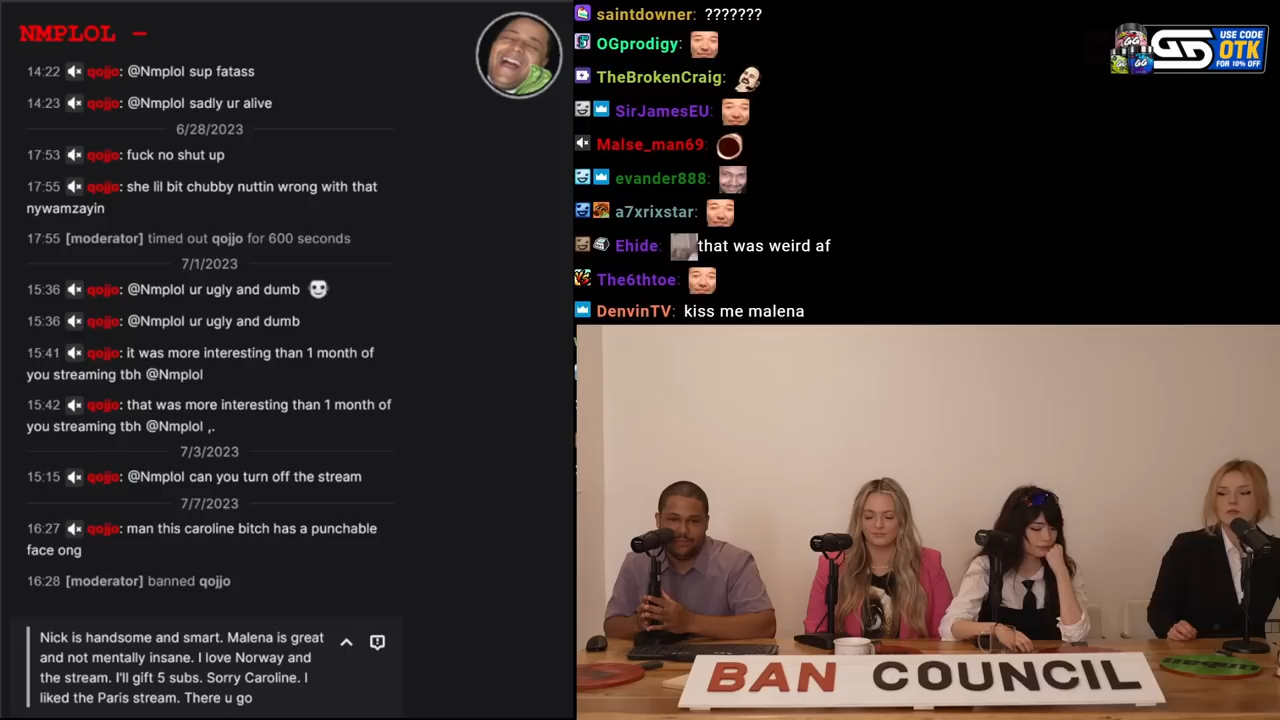 NMPLOL –
14:22 qojjo: @Nmplol sup fatass
14:23 qojjo: @Nmplol sadly ur alive
6/28/2023
17:53 qojjo: fuck no shut up
17:55 qojjo: she lil bit chubby nuttin wrong with that
nywamzayin
17:55 [moderator] timed out qojjo for 600 seconds
7/1/2023
15:36 qojjo: @Nmplol ur ugly and dumb
15:36 qojjo: @Nmplol ur ugly and dumb
15:41 qojjo: it was more interesting than 1 month of
you streaming tbh @Nmplol
15:42 qojjo: that was more interesting than 1 month of
you streaming tbh @Nmplol ,.
7/3/2023
15:15 qojjo: @Nmplol can you turn off the stream
7/7/2023
16:27 qojjo: man this caroline bitch has a punchable
face ong
16:28 [moderator] banned qojjo
Nick is handsome and smart. Malena is great
and not mentally insane. I love Norway and
the stream. I'll gift 5 subs. Sorry Caroline. I
liked the Paris stream. There u go
saintdowner: ???????
OGprodigy:
TheBrokenCraig:
SirJamesEU:
Malse_man69:
evander888:
a7xrixstar:
Ehide: that was weird af
The6thtoe:
DenvinTV: kiss me malena
GG
USE CODE
OTK
FOR 10% OFF
BAN COUNCIL